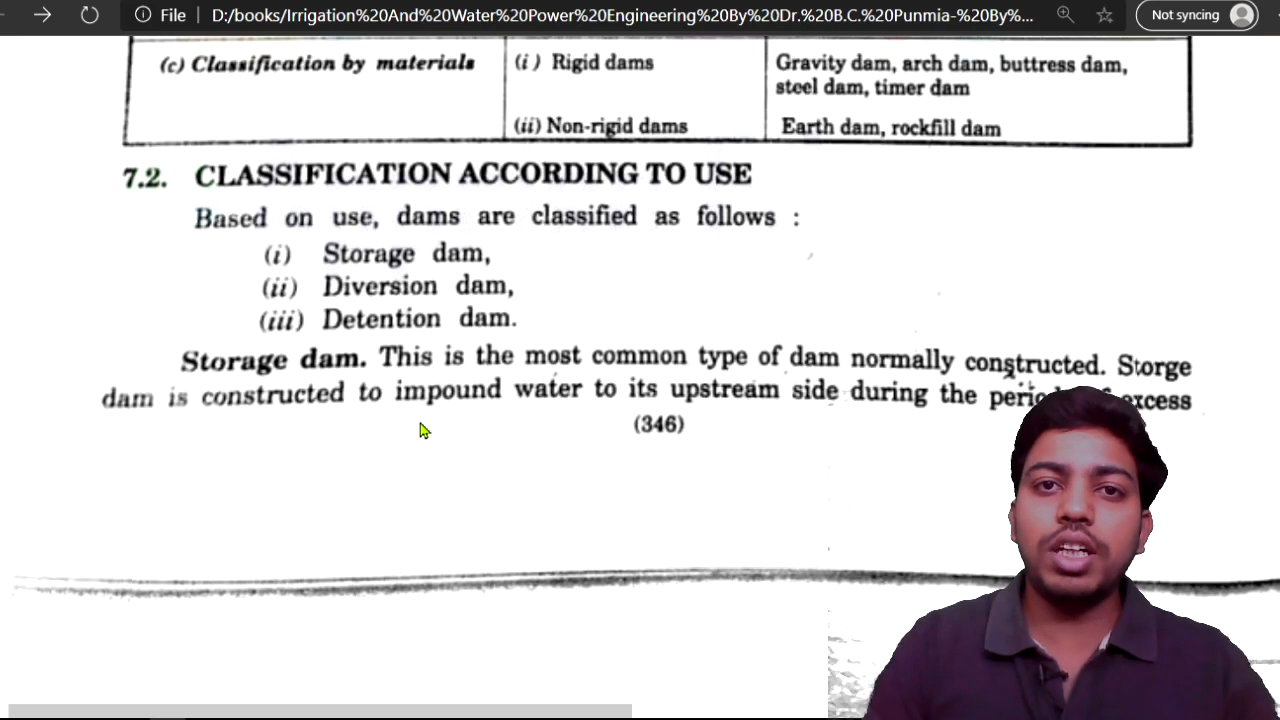 File D:/books/Irrigation%20And%20Water%20Power%20Engineering%20By%20Dr.%20B.C.%20Punmia-%20By%... Not syncing
(c) Classification by materials (i) Rigid dams Gravity dam, arch dam, buttress dam,
steel dam, timer dam
(ii) Non-rigid dams Earth dam, rockfill dam
7.2. CLASSIFICATION ACCORDING TO USE
Based on use, dams are classified as follows :
(i) Storage dam,
(ii) Diversion dam,
(iii) Detention dam.
Storage dam. This is the most common type of dam normally constructed. Storge
dam is constructed to impound water to its upstream side during the excess
(346)